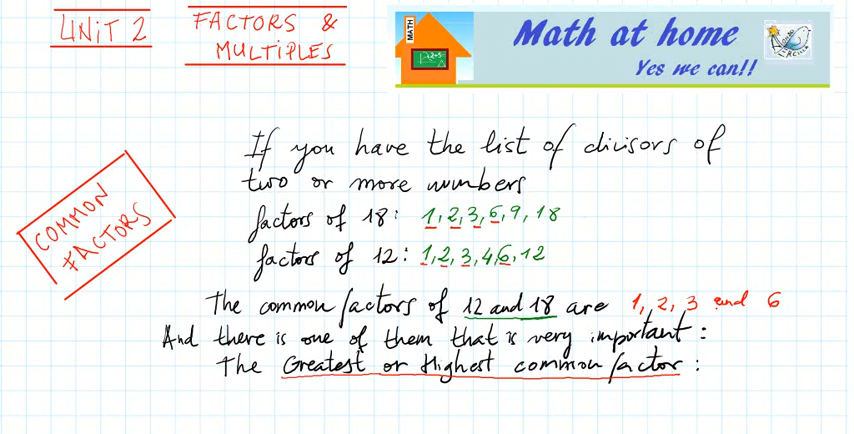 UNIT 2
FACTORS &
MULTIPLES
MATH
Math at home
Yes we can!!
COMMON
FACTORS
If you have the list of divisors of
two or more numbers
factors of 18: 1, 2, 3, 6, 9, 18
factors of 12: 1, 2, 3, 4, 6, 12
The common factors of 12 and 18 are 1, 2, 3 and 6
And there is one of them that is very important:
The Greatest or Highest common factor: